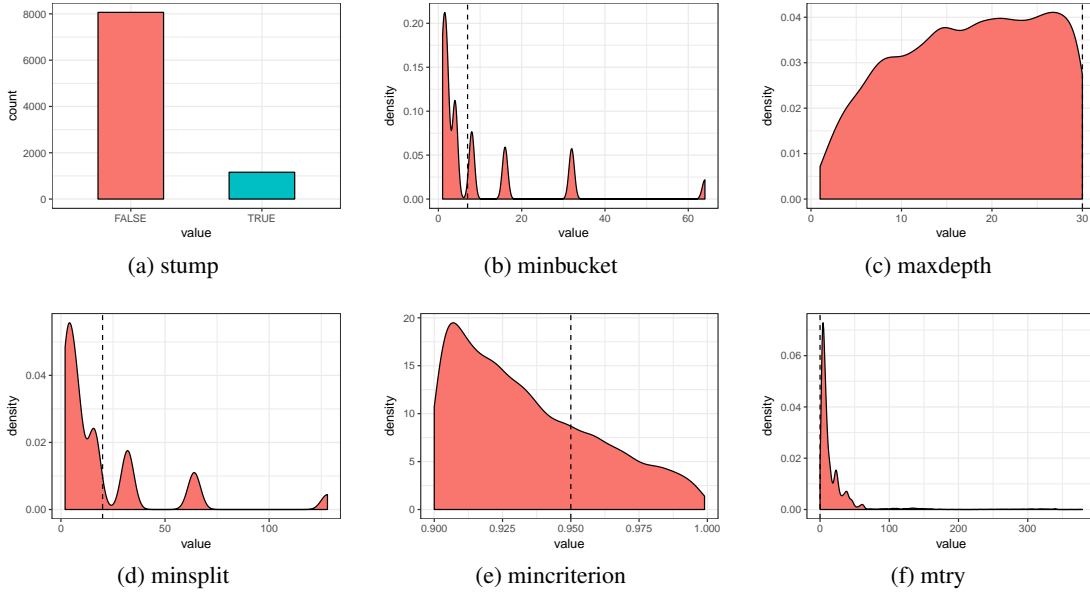 8000
6000
4000
2000
0
count
FALSE
TRUE
value
(a) stump
0.20
0.15
0.10
0.05
0.00
density
0
20
40
60
value
(b) minbucket
0.04
0.03
0.02
0.01
0.00
density
0
10
20
30
value
(c) maxdepth
0.04
0.02
0.00
density
0
50
100
value
(d) minsplit
20
15
10
5
0
density
0.900
0.925
0.950
0.975
1.000
value
(e) mincriterion
0.06
0.04
0.02
0.00
density
0
100
200
300
value
(f) mtry